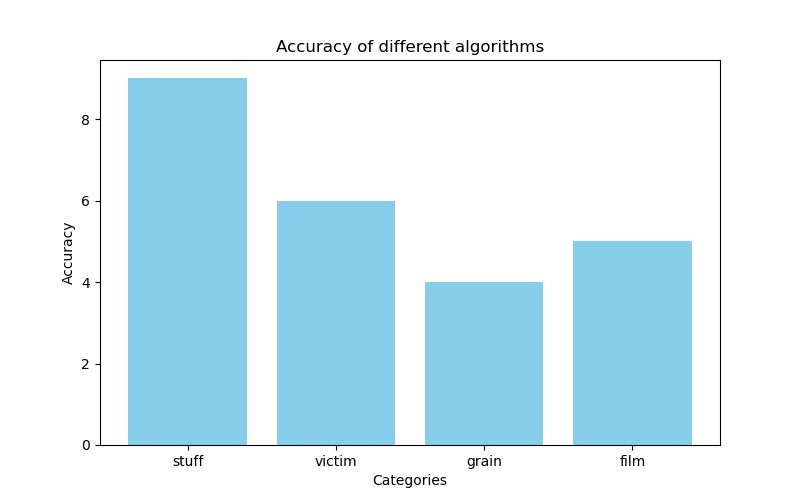 Accuracy of different algorithms
Accuracy
8
6
4
2
0
stuff victim grain film
Categories